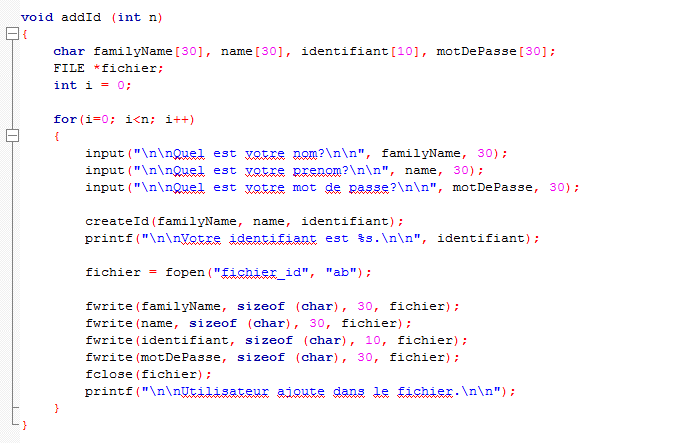 void addId (int n)
{
char familyName[30], name[30], identifiant[10], motDePasse[30];
FILE *fichier;
int i = 0;
for(i=0; i<n; i++)
{
input("\n\nQuel est votre nom?\n\n", familyName, 30);
input("\n\nQuel est votre prenom?\n\n", name, 30);
input("\n\nQuel est votre mot de passe?\n\n", motDePasse, 30);
createId(familyName, name, identifiant);
printf("\n\nVotre identifiant est %s.\n\n", identifiant);
fichier = fopen("fichier_id", "ab");
fwrite(familyName, sizeof (char), 30, fichier);
fwrite(name, sizeof (char), 30, fichier);
fwrite(identifiant, sizeof (char), 10, fichier);
fwrite(motDePasse, sizeof (char), 30, fichier);
fclose(fichier);
printf("\n\nUtilisateur ajoute dans le fichier.\n\n");
}
}